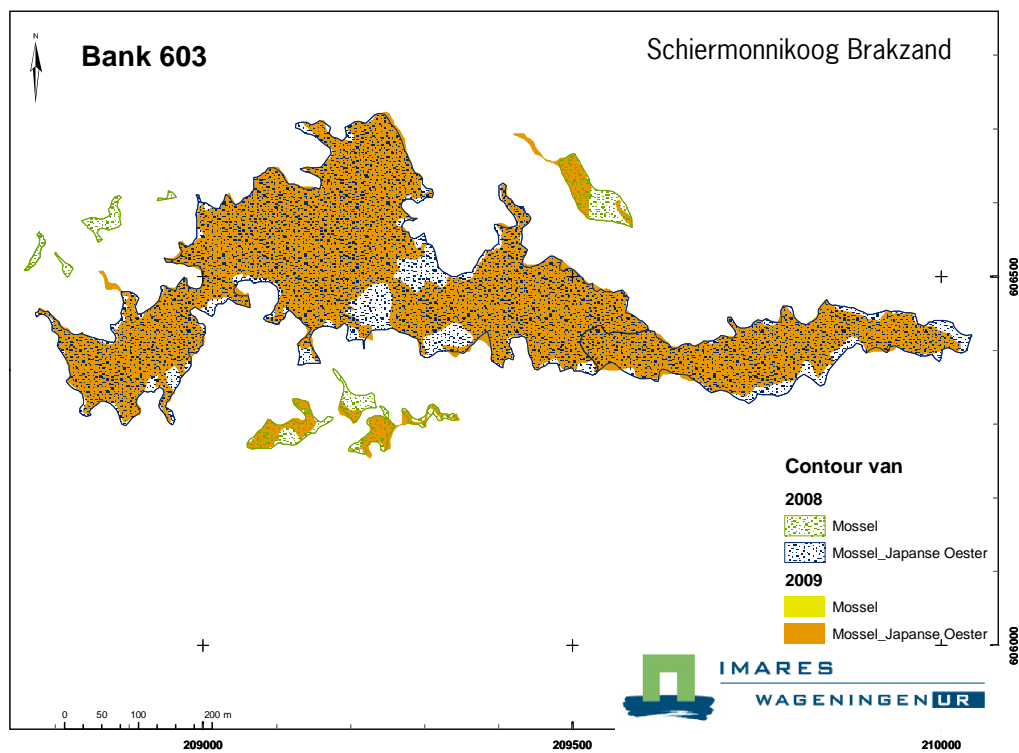 N
Bank 603
Schiermonnikoog Brakzand
606500
Contour van
2008
Mossel
Mossel_Japanse Oester
2009
Mossel
Mossel_Japanse Oester
606000
IMARES
WAGENINGEN UR
0 50 100 200 m
209000 209500 210000